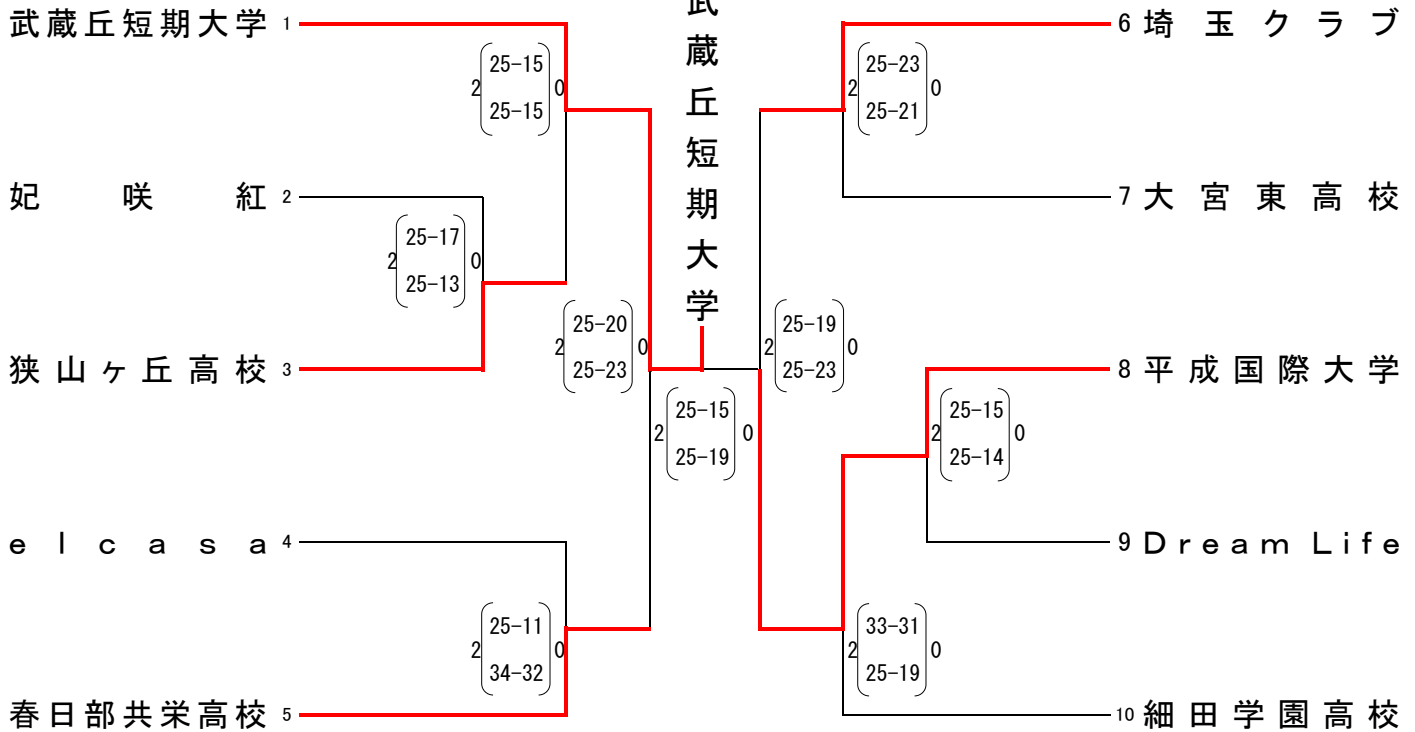 武蔵丘短期大学 1
25-15
2 0
25-15
妃咲紅 2
25-17
2 0
25-13
狭山ヶ丘高校 3
25-20
2 0
25-23
elcasa 4
25-11
2 0
34-32
春日部共栄高校 5
武蔵丘短期大学
25-15
2 0
25-19
6 埼玉クラブ
25-23
2 0
25-21
7 大宮東高校
25-19
2 0
25-23
8 平成国際大学
25-15
2 0
25-14
9 Dream Life
33-31
2 0
25-19
10 細田学園高校